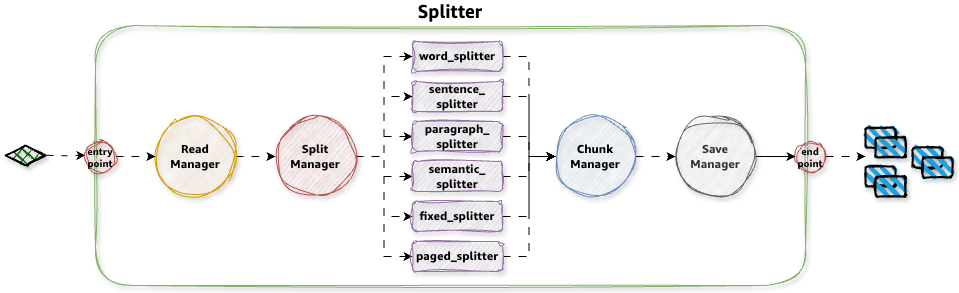 Splitter
entry
point
Read
Manager
Split
Manager
word_splitter
sentence_
splitter
paragraph_
splitter
semantic_
splitter
fixed_splitter
paged_splitter
Chunk
Manager
Save
Manager
end
point